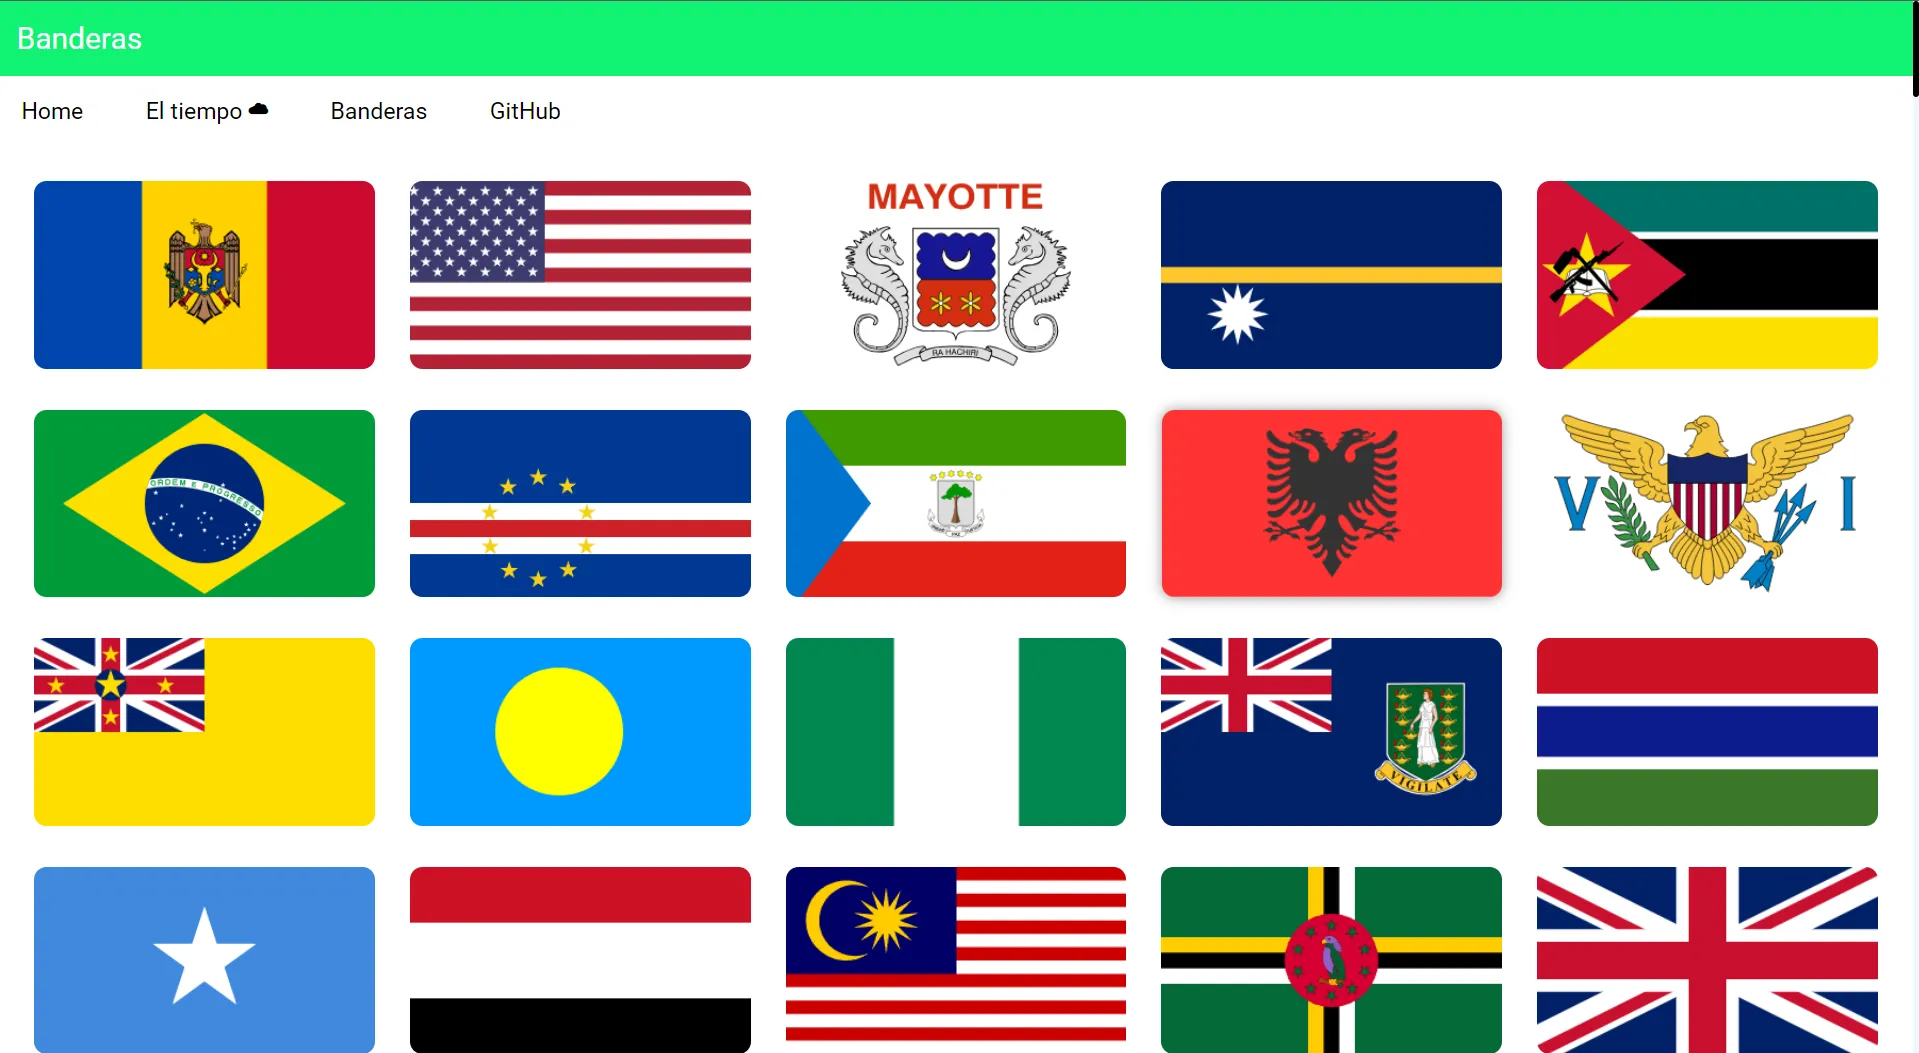 Banderas
Home
El tiempo
Banderas
GitHub
MAYOTTE
RA HACHIRI
ORDEM E PROGRESSO
V I
VIGILATE